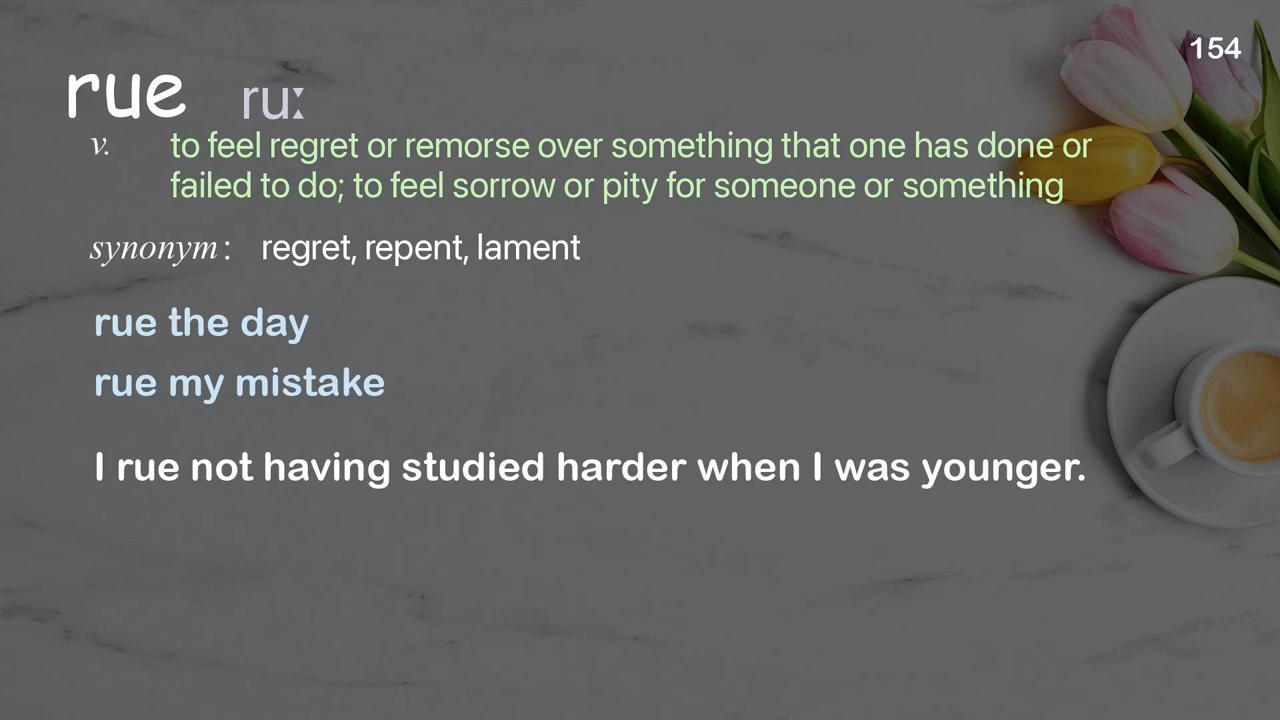 154
rue ruː
v. to feel regret or remorse over something that one has done or
failed to do; to feel sorrow or pity for someone or something
synonym: regret, repent, lament
rue the day
rue my mistake
I rue not having studied harder when I was younger.